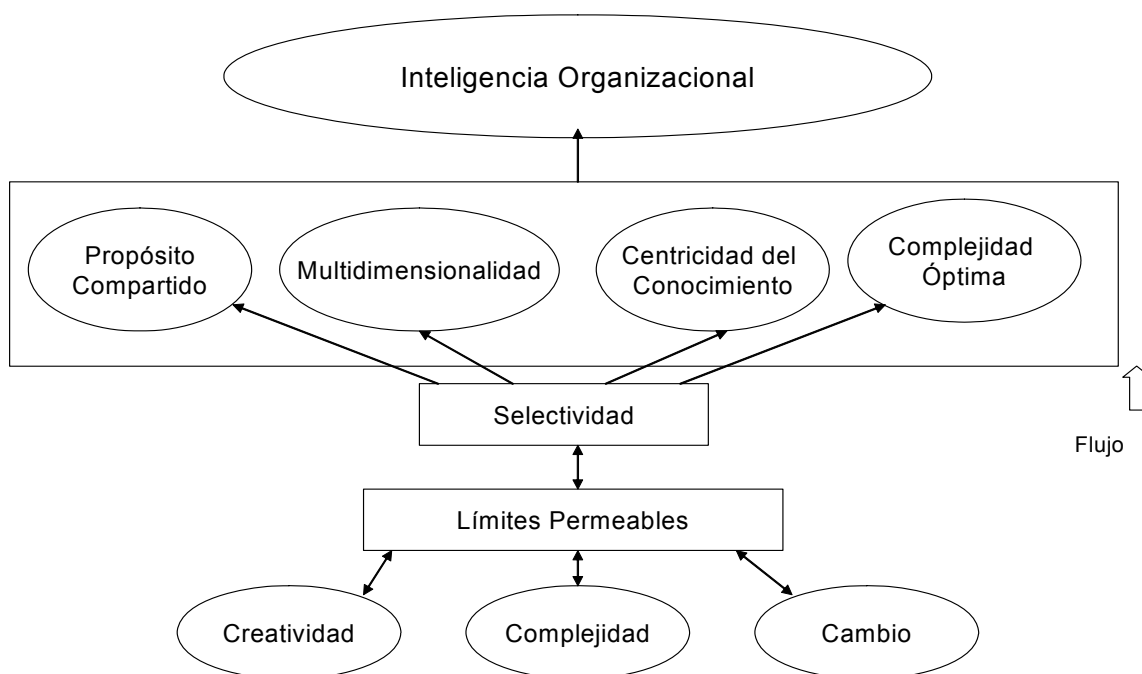 Inteligencia Organizacional
Propósito
Compartido
Multidimensionalidad
Centricidad del
Conocimiento
Complejidad
Óptima
Selectividad
Flujo
Límites Permeables
Creatividad
Complejidad
Cambio